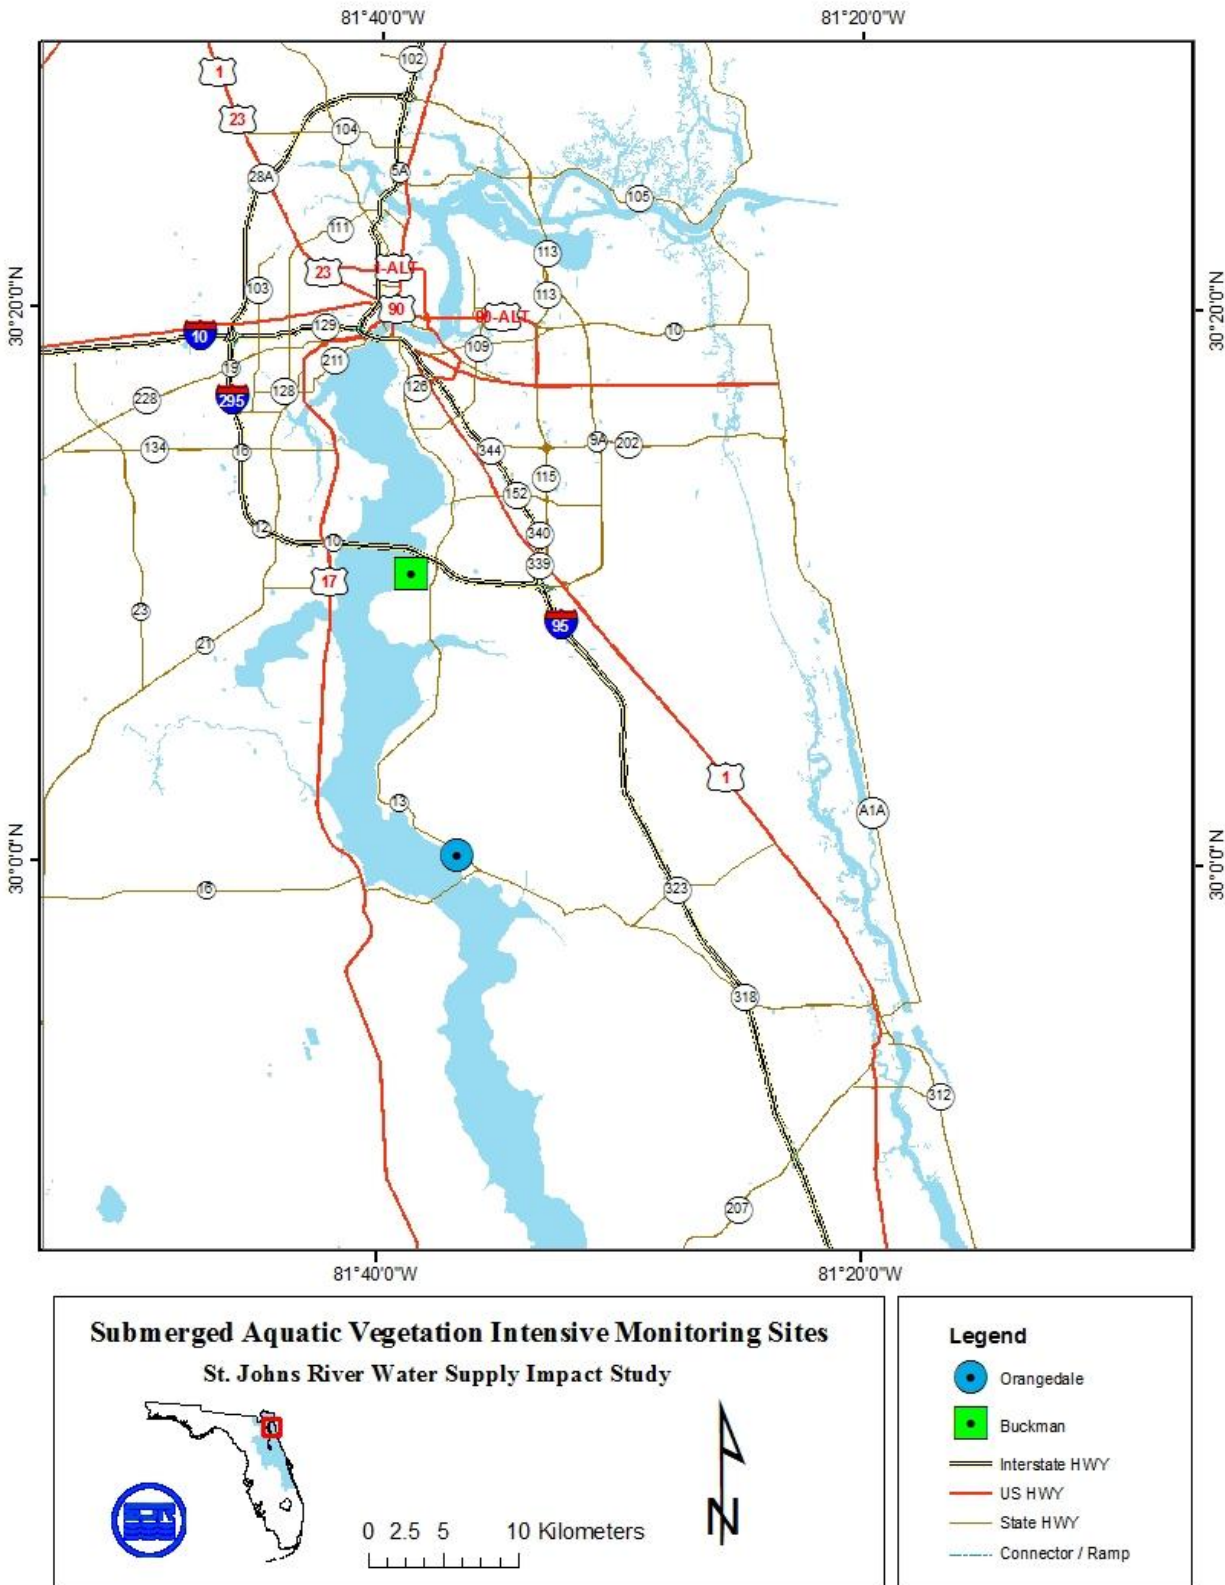 81°40'0"W 81°20'0"W
102
1
23
104
28A
5A
105
111
113
23
1-ALT
103
113
30°20'0"N
30°20'0"N
90
90-ALT
10
129
10
109
19
211
126
228
295
128
134
16
344
9A
202
115
152
12
10
340
339
17
23
95
21
1
13
A1A
30°0'0"N
30°0'0"N
16
323
318
312
207
81°40'0"W 81°20'0"W
Submerged Aquatic Vegetation Intensive Monitoring Sites
St. Johns River Water Supply Impact Study
N
0 2.5 5 10 Kilometers
Legend
Orangedale
Buckman
Interstate HWY
US HWY
State HWY
Connector / Ramp